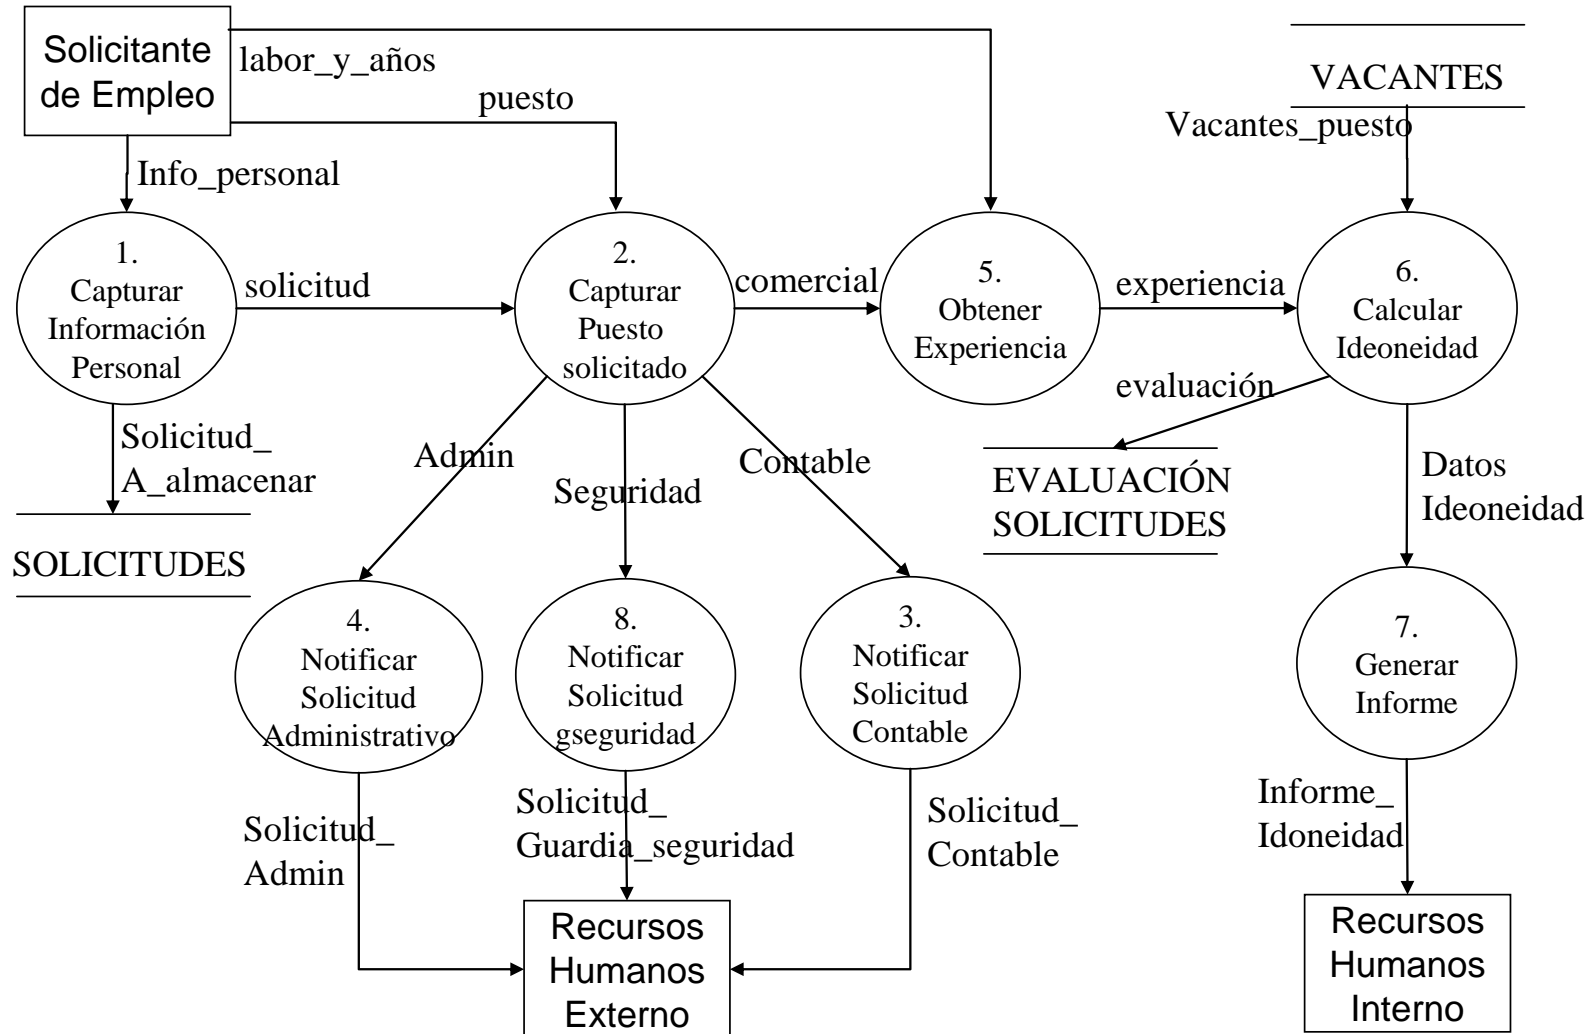 Solicitante
de Empleo
labor_y_años
puesto
Info_personal
VACANTES
Vacantes_puesto
1.
Capturar
Información
Personal
solicitud
2.
Capturar
Puesto
solicitado
comercial
5.
Obtener
Experiencia
experiencia
6.
Calcular
Ideoneidad
evaluación
Solicitud_
A_almacenar
Admin
Seguridad
Contable
EVALUACIÓN
SOLICITUDES
Datos
Ideoneidad
SOLICITUDES
4.
Notificar
Solicitud
Administrativo
8.
Notificar
Solicitud
gseguridad
3.
Notificar
Solicitud
Contable
7.
Generar
Informe
Solicitud_
Admin
Solicitud_
Guardia_seguridad
Solicitud_
Contable
Informe_
Idoneidad
Recursos
Humanos
Externo
Recursos
Humanos
Interno